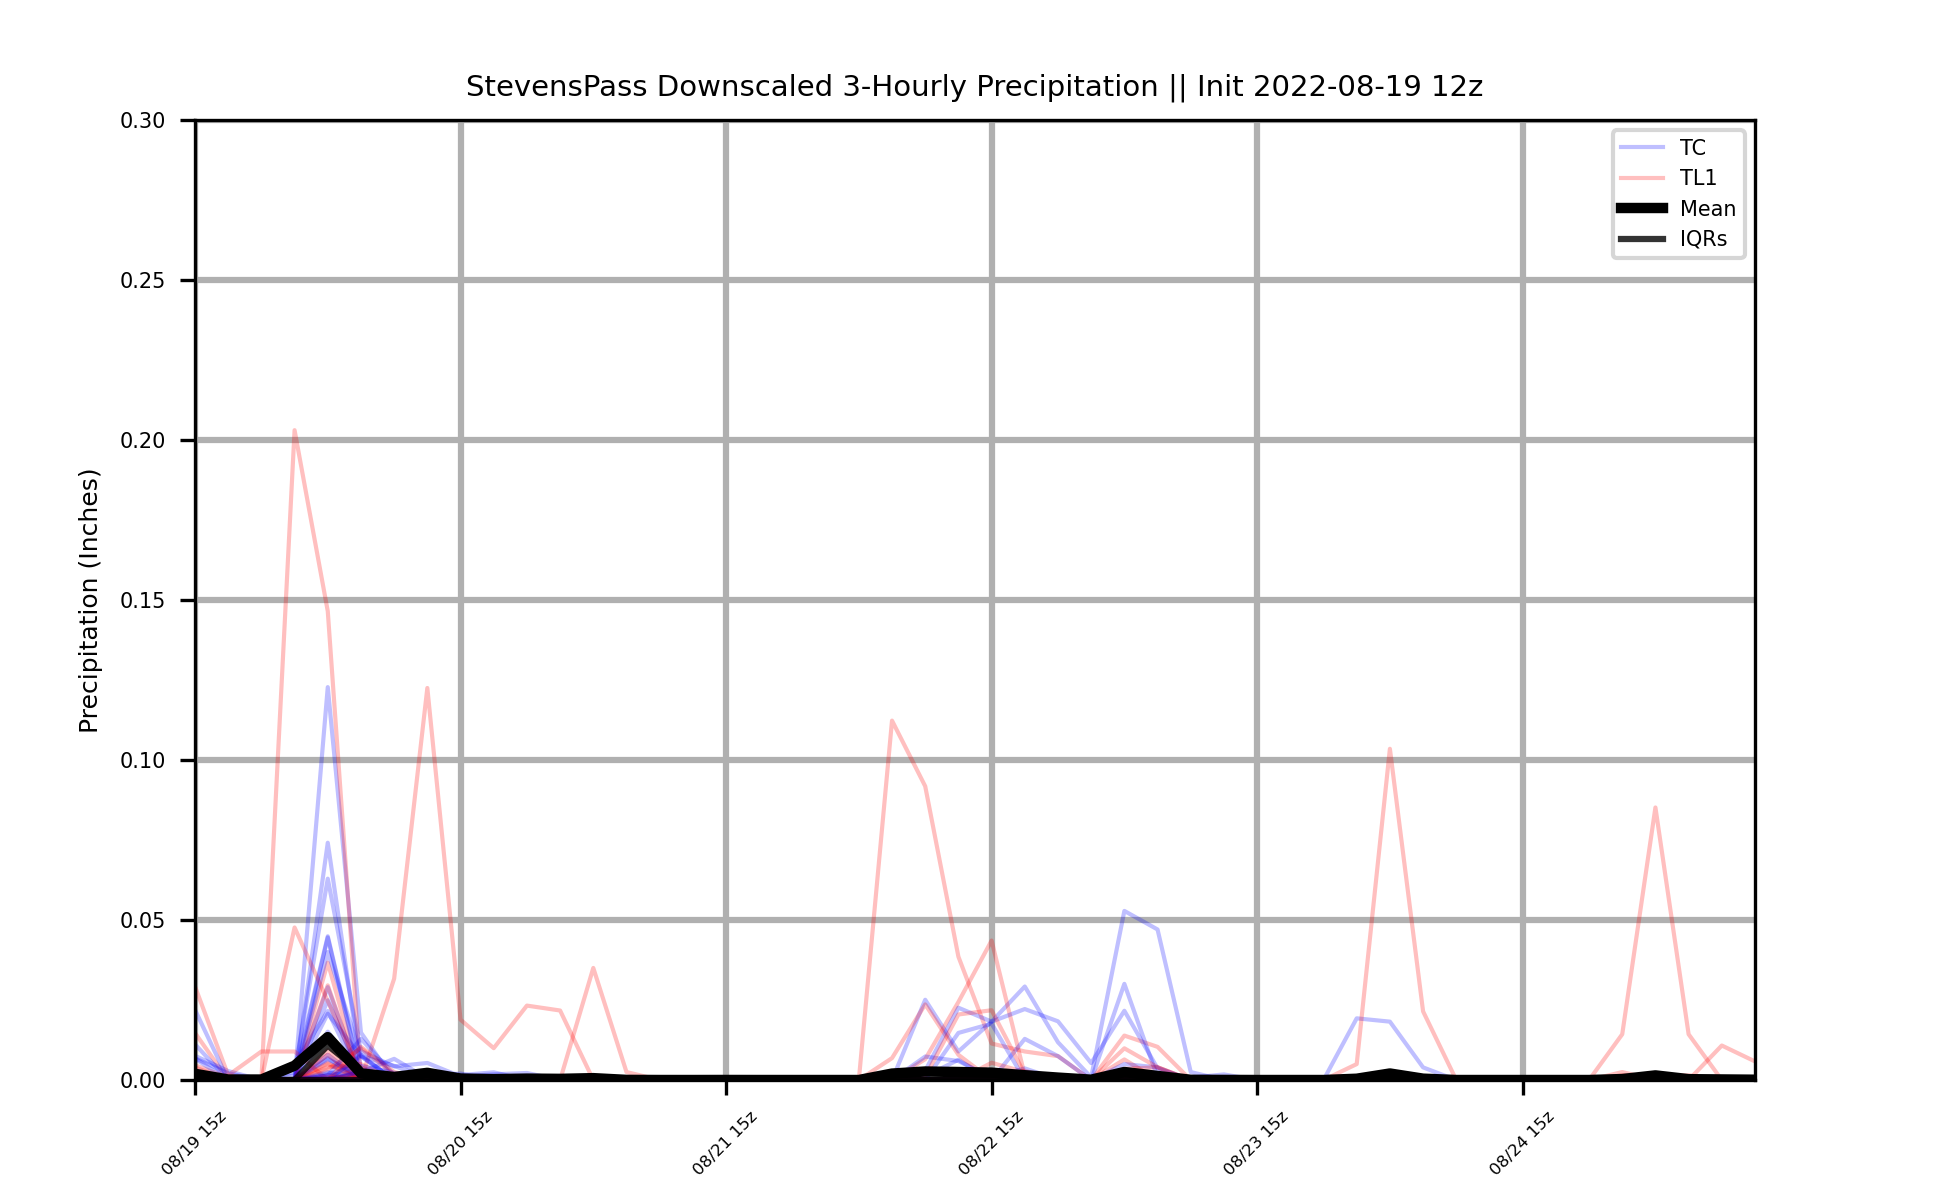 StevensPass Downscaled 3-Hourly Precipitation || Init 2022-08-19 12z
Precipitation (Inches)
0.30
0.25
0.20
0.15
0.10
0.05
0.00
TC
TL1
Mean
IQRs
08/19 15z
08/20 15z
08/21 15z
08/22 15z
08/23 15z
08/24 15z